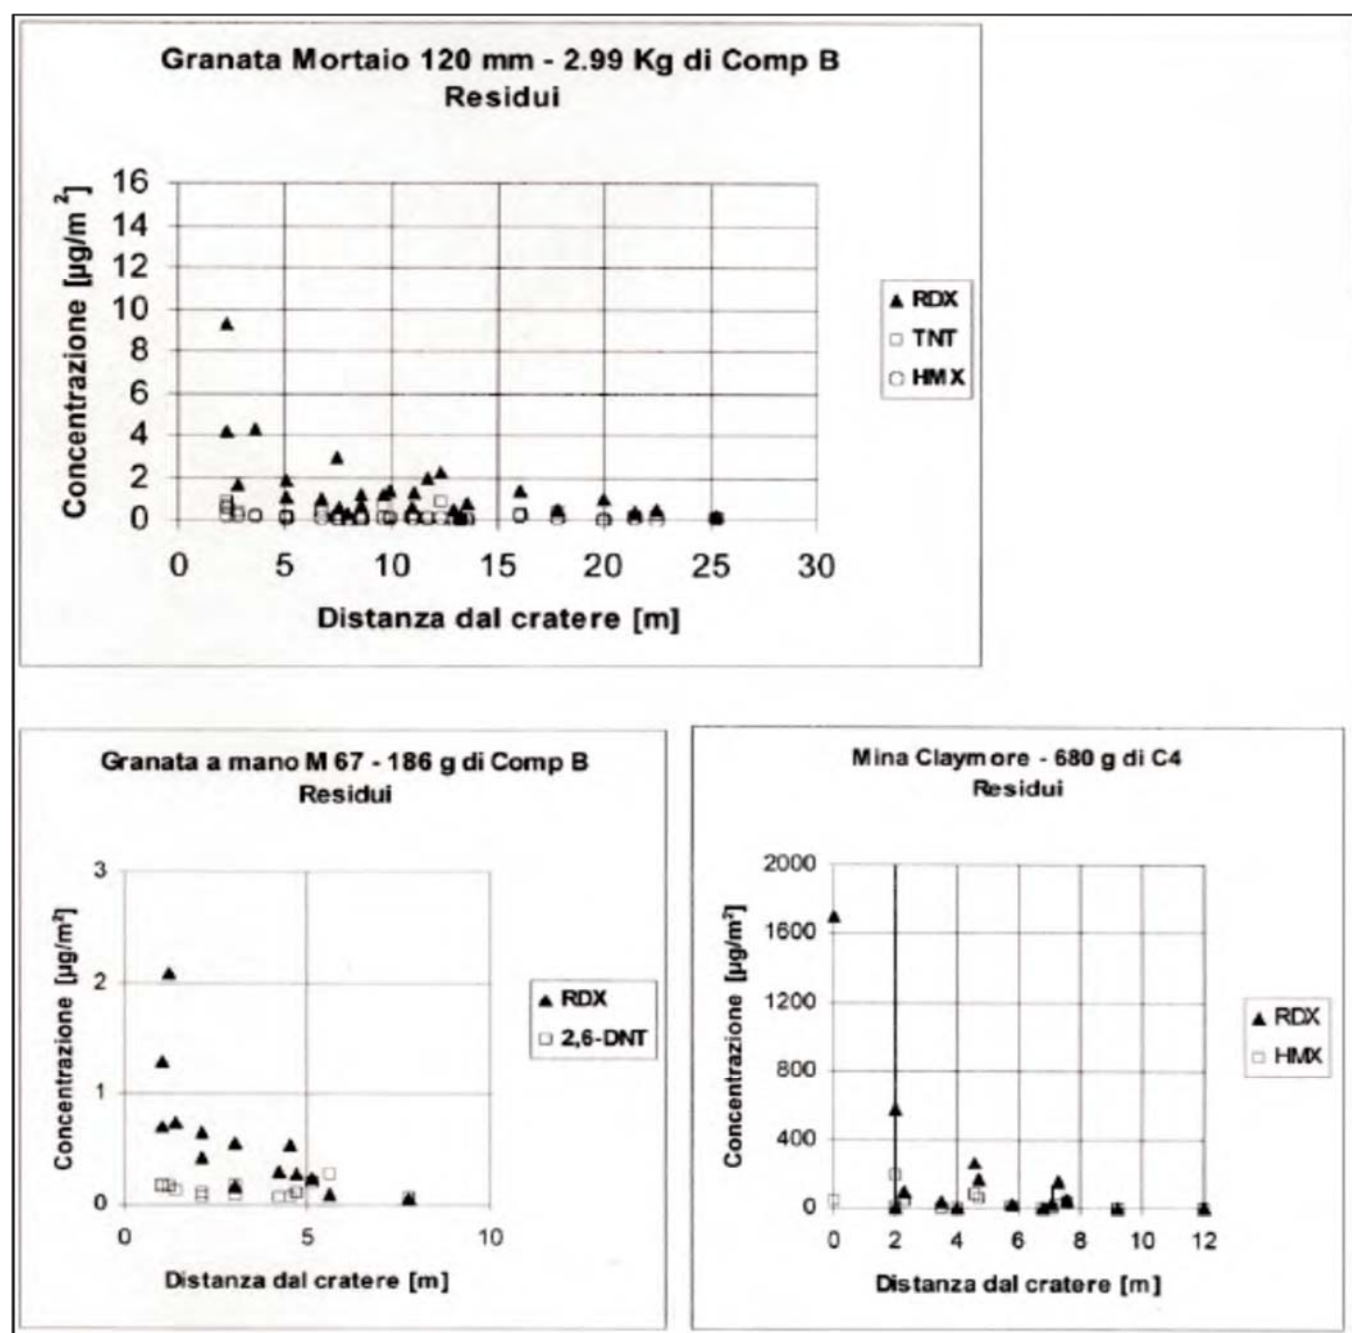 Granata Mortaio 120 mm - 2.99 Kg di Comp B
Residui
Concentrazione [µg/m²]
16
14
12
10
8
6
4
2
0
0 5 10 15 20 25 30
Distanza dal cratere [m]
RDX
TNT
HMX
Granata a mano M 67 - 186 g di Comp B
Residui
Concentrazione [µg/m²]
3
2
1
0
0 5 10
Distanza dal cratere [m]
RDX
2,6-DNT
Mina Claymore - 680 g di C4
Residui
Concentrazione [µg/m²]
2000
1600
1200
800
400
0
0 2 4 6 8 10 12
Distanza dal cratere [m]
RDX
HMX